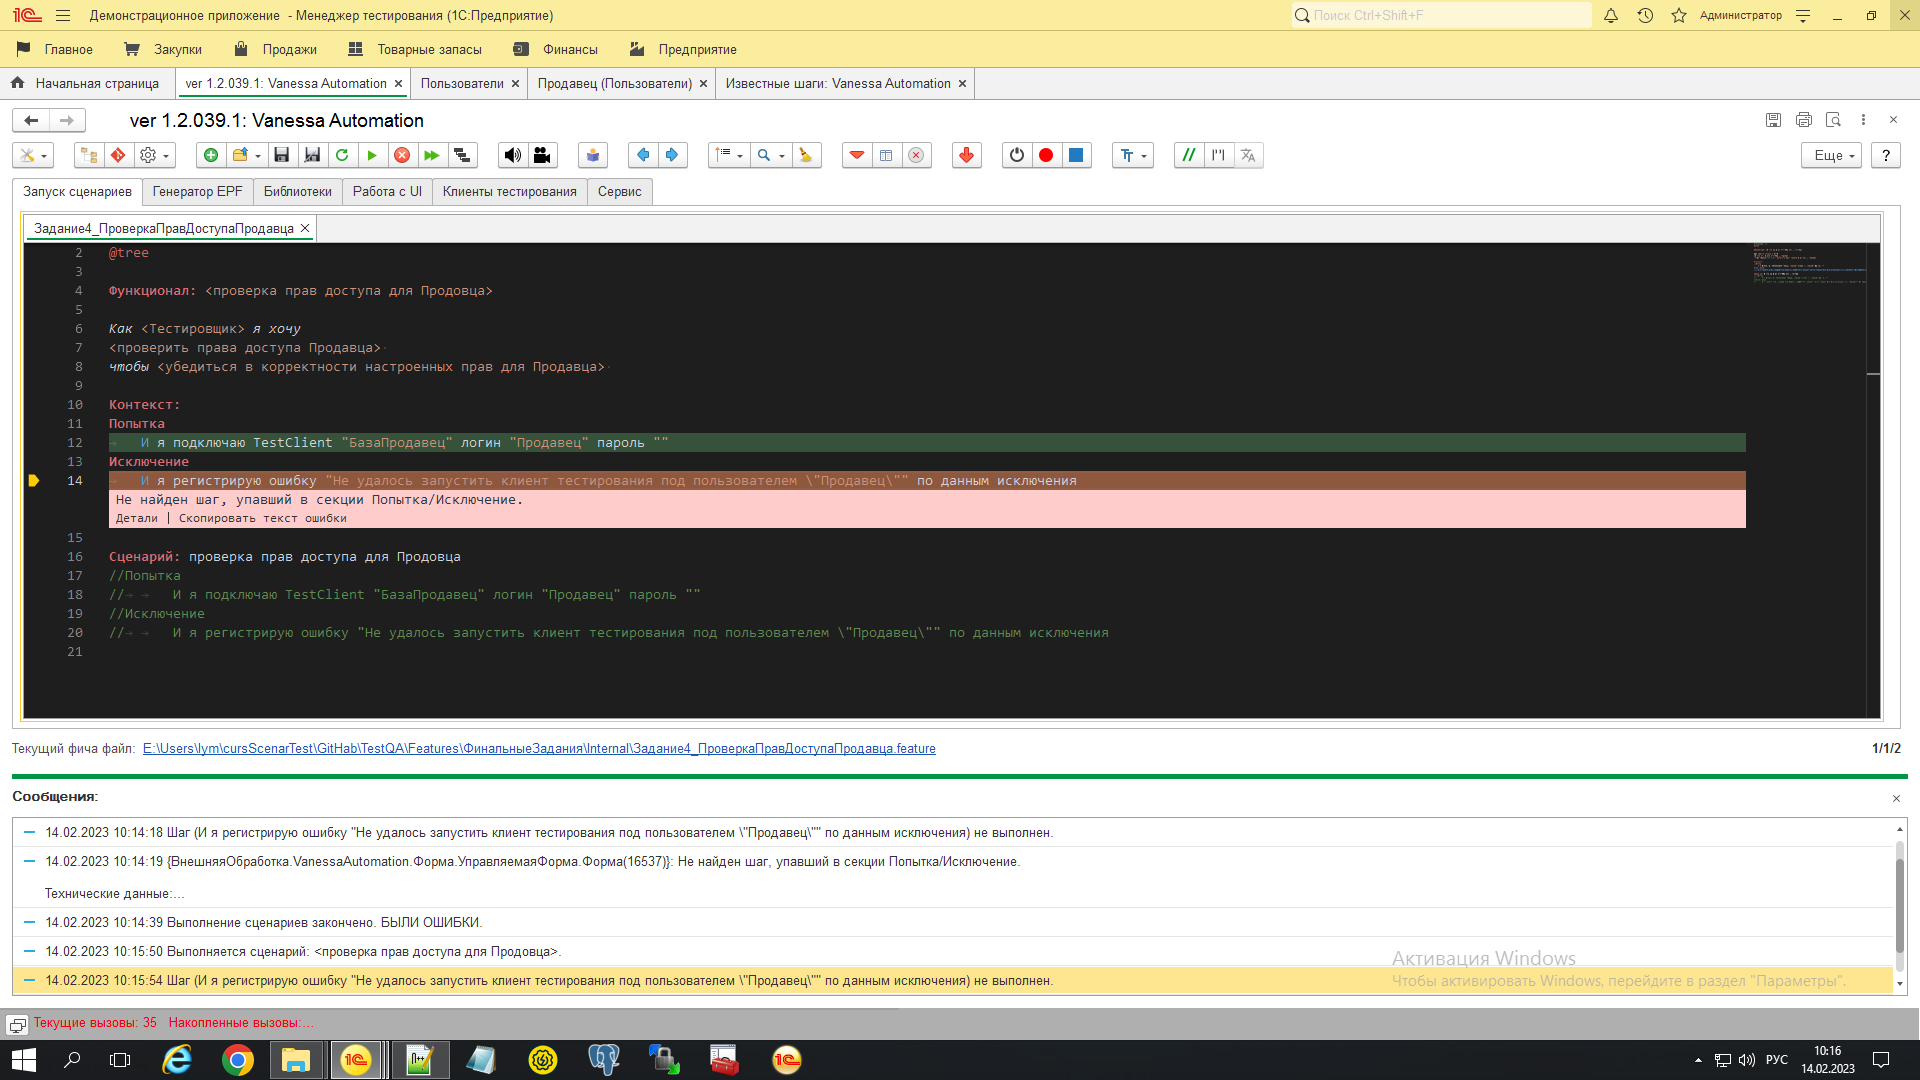 Демонстрационное приложение - Менеджер тестирования (1С:Предприятие)
Поиск Ctrl+Shift+F
Администратор
Главное
Закупки
Продажи
Товарные запасы
Финансы
Предприятие
Начальная страница
ver 1.2.039.1: Vanessa Automation
Пользователи
Продавец (Пользователи)
Известные шаги: Vanessa Automation
ver 1.2.039.1: Vanessa Automation
Еще
?
Запуск сценариев
Генератор EPF
Библиотеки
Работа с UI
Клиенты тестирования
Сервис
Задание4_ПроверкаПравДоступаПродавца
2 @tree
3
4 Функционал: <проверка прав доступа для Продовца>
5
6 Как <Тестировщик> я хочу
7 <проверить права доступа Продавца>
8 чтобы <убедиться в корректности настроенных прав для Продавца>
9
10 Контекст:
11 Попытка
12 И я подключаю TestClient "БазаПродавец" логин "Продавец" пароль ""
13 Исключение
14 И я регистрирую ошибку "Не удалось запустить клиент тестирования под пользователем \"Продавец\"" по данным исключения
Не найден шаг, упавший в секции Попытка/Исключение.
Детали | Скопировать текст ошибки
15
16 Сценарий: проверка прав доступа для Продовца
17 //Попытка
18 // И я подключаю TestClient "БазаПродавец" логин "Продавец" пароль ""
19 //Исключение
20 // И я регистрирую ошибку "Не удалось запустить клиент тестирования под пользователем \"Продавец\"" по данным исключения
21
Текущий фича файл: E:\Users\lym\cursScenarTest\GitHab\TestQA\Features\ФинальныеЗадания\Internal\Задание4_ПроверкаПравДоступаПродавца.feature
1/1/2
Сообщения:
14.02.2023 10:14:18 Шаг (И я регистрирую ошибку "Не удалось запустить клиент тестирования под пользователем \"Продавец\"" по данным исключения) не выполнен.
14.02.2023 10:14:19 {ВнешняяОбработка.VanessaAutomation.Форма.УправляемаяФорма.Форма(16537)}: Не найден шаг, упавший в секции Попытка/Исключение.
Технические данные:...
14.02.2023 10:14:39 Выполнение сценариев закончено. БЫЛИ ОШИБКИ.
14.02.2023 10:15:50 Выполняется сценарий: <проверка прав доступа для Продовца>.
14.02.2023 10:15:54 Шаг (И я регистрирую ошибку "Не удалось запустить клиент тестирования под пользователем \"Продавец\"" по данным исключения) не выполнен.
Активация Windows
Чтобы активировать Windows, перейдите в раздел "Параметры".
Текущие вызовы: 35 Накопленные вызовы:...
РУС
10:16
14.02.2023